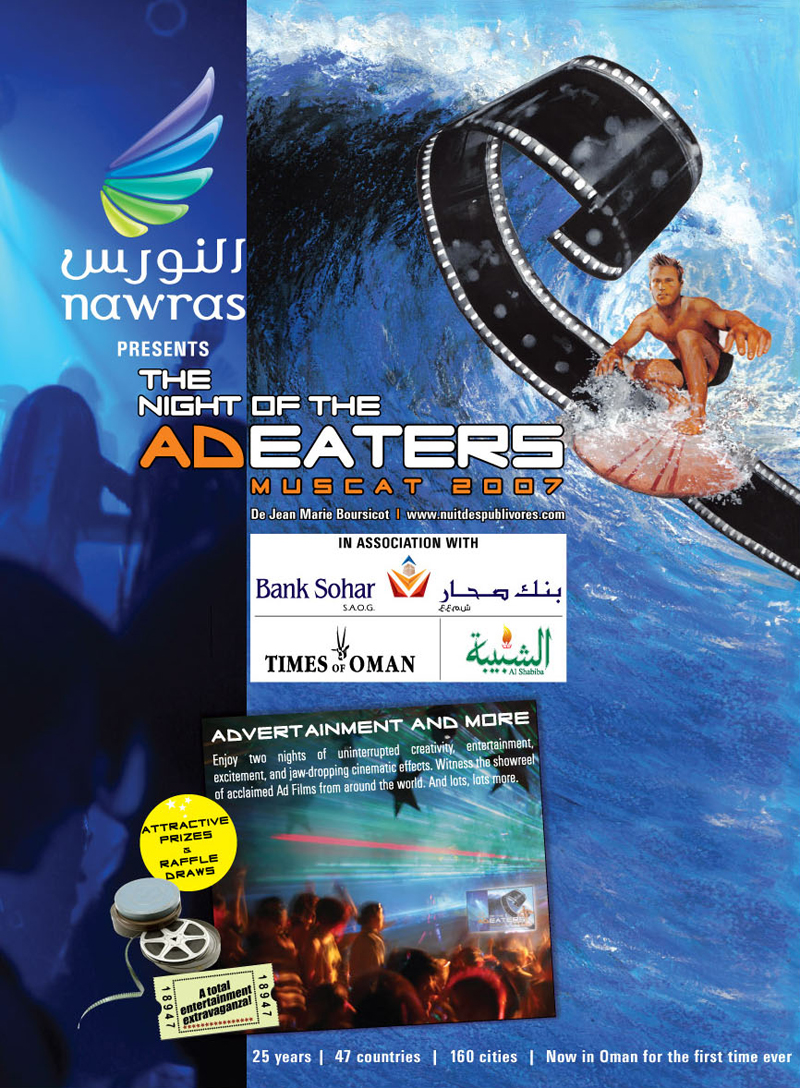 النورس
nawras
PRESENTS
THE
NIGHT OF THE
ADEATERS
MUSCAT 2007
De Jean Marie Boursicot | www.nuitdespublivores.com
IN ASSOCIATION WITH
Bank Sohar بنك صحار
S.A.O.G. ش.م.ع.ع
TIMES OF OMAN
الشبيبة
Al Shabiba
ADVERTAINMENT AND MORE
Enjoy two nights of uninterrupted creativity, entertainment,
excitement, and jaw-dropping cinematic effects. Witness the showreel
of acclaimed Ad Films from around the world. And lots, lots more.
ATTRACTIVE
PRIZES
&
RAFFLE
DRAWS
ADEATERS
18947
A total
entertainment
extravaganza!
18947
25 years | 47 countries | 160 cities | Now in Oman for the first time ever